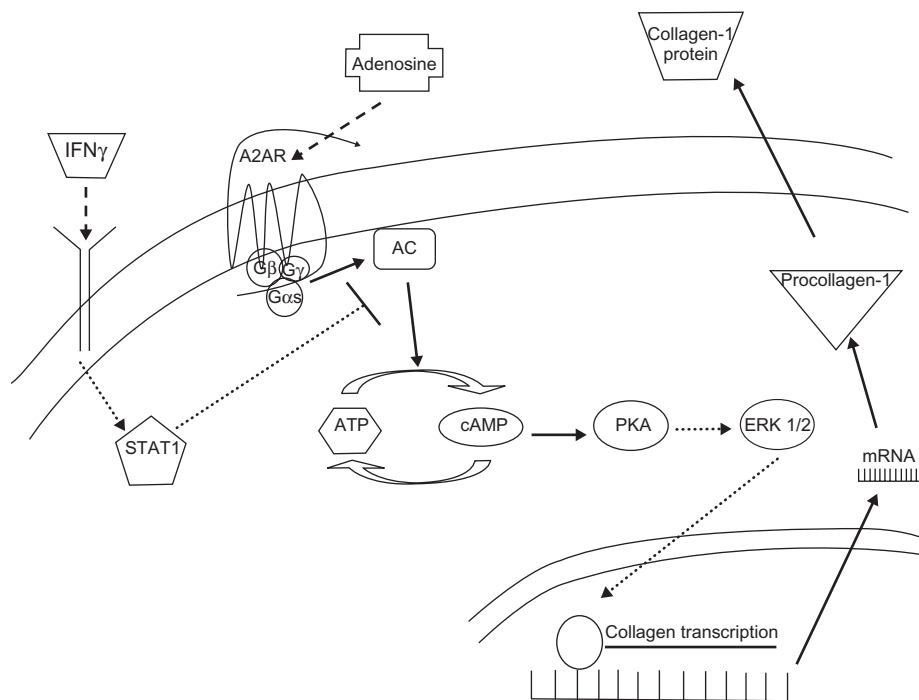 Collagen-1
protein
Adenosine
IFNγ
A2AR
AC
Gβ
Gγ
Gαs
Procollagen-1
ATP
cAMP
PKA
ERK 1/2
STAT1
mRNA
Collagen transcription